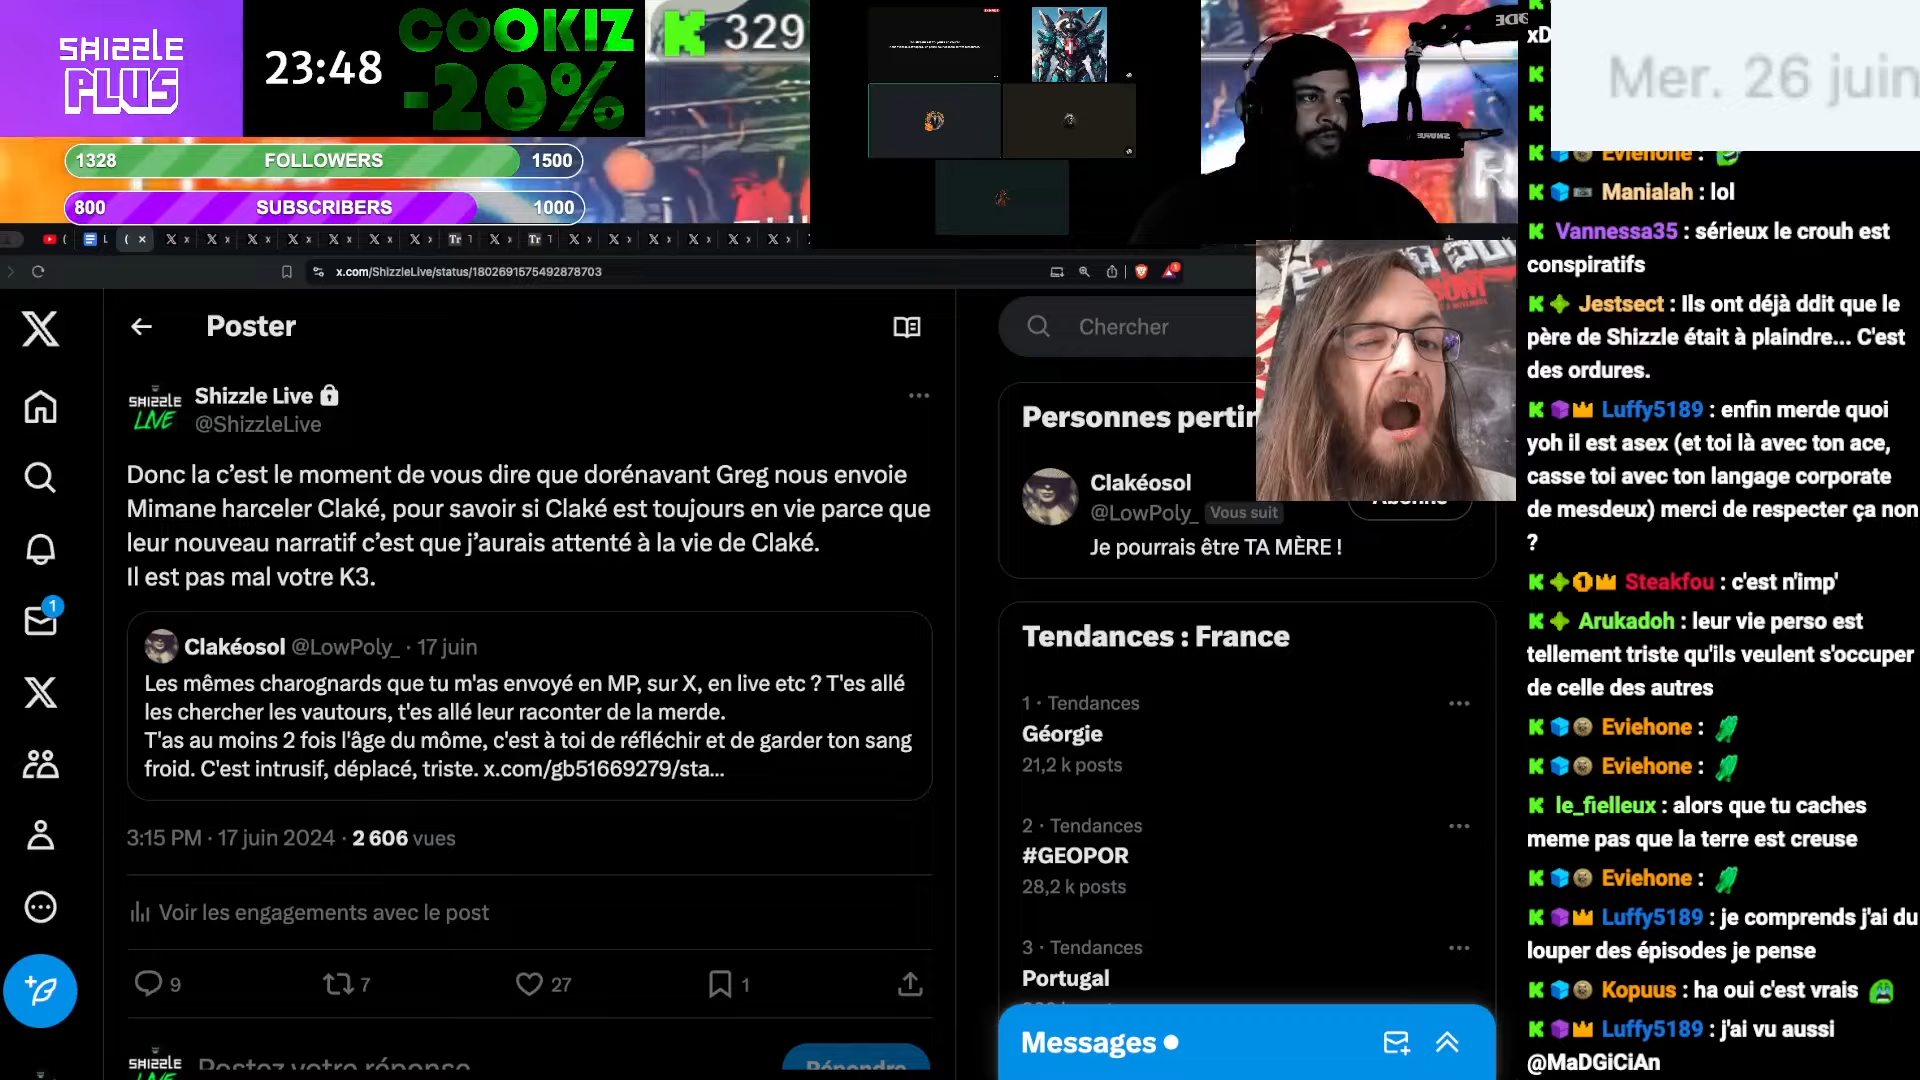 SHIZZLE
PLUS
23:48
COOKIZ
-20%
329
1328 FOLLOWERS 1500
800 SUBSCRIBERS 1000
x.com/ShizzleLive/status/1802691575492878703
Poster
Shizzle Live
@ShizzleLive
Donc la c’est le moment de vous dire que dorénavant Greg nous envoie
Mimane harceler Claké, pour savoir si Claké est toujours en vie parce que
leur nouveau narratif c’est que j’aurais attenté à la vie de Claké.
Il est pas mal votre K3.
Clakéosol @LowPoly_ · 17 juin
Les mêmes charognards que tu m'as envoyé en MP, sur X, en live etc ? T'es allé
les chercher les vautours, t'es allé leur raconter de la merde.
T'as au moins 2 fois l'âge du môme, c'est à toi de réfléchir et de garder ton sang
froid. C'est intrusif, déplacé, triste. x.com/gb51669279/sta...
3:15 PM · 17 juin 2024 · 2 606 vues
Voir les engagements avec le post
9 7 27 1
SHIZZLE
LIVE
Postez votre réponse
Répondre
Chercher
Personnes pertin
Clakéosol
@LowPoly_ Vous suit
Je pourrais être TA MÈRE !
Tendances : France
1 · Tendances
Géorgie
21,2 k posts
2 · Tendances
#GEOPOR
28,2 k posts
3 · Tendances
Portugal
Messages
Mer. 26 juin
xD
Eviehone :
Manialah : lol
Vannessa35 : sérieux le crouh est
conspiratifs
Jestsect : Ils ont déjà ddit que le
père de Shizzle était à plaindre... C'est
des ordures.
Luffy5189 : enfin merde quoi
yoh il est asex (et toi là avec ton ace,
casse toi avec ton langage corporate
de mesdeux) merci de respecter ça non
?
Steakfou : c'est n'imp'
Arukadoh : leur vie perso est
tellement triste qu'ils veulent s'occuper
de celle des autres
Eviehone :
Eviehone :
le_fielleux : alors que tu caches
meme pas que la terre est creuse
Eviehone :
Luffy5189 : je comprends j'ai du
louper des épisodes je pense
Kopuus : ha oui c'est vrais
Luffy5189 : j'ai vu aussi
@MaDGiCiAn